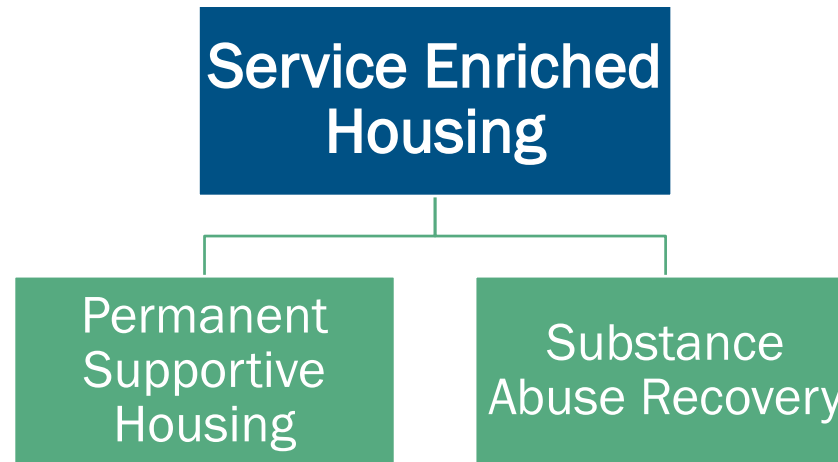 Service Enriched
Housing
Permanent
Supportive
Housing
Substance
Abuse Recovery